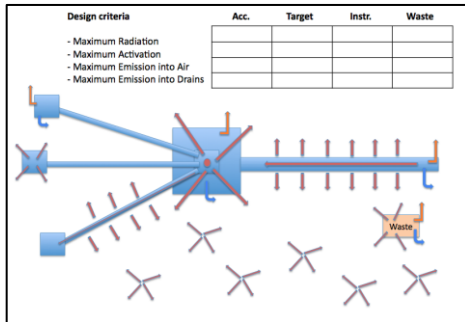 Design criteria Acc. Target Instr. Waste
- Maximum Radiation
- Maximum Activation
- Maximum Emission into Air
- Maximum Emission into Drains
Waste